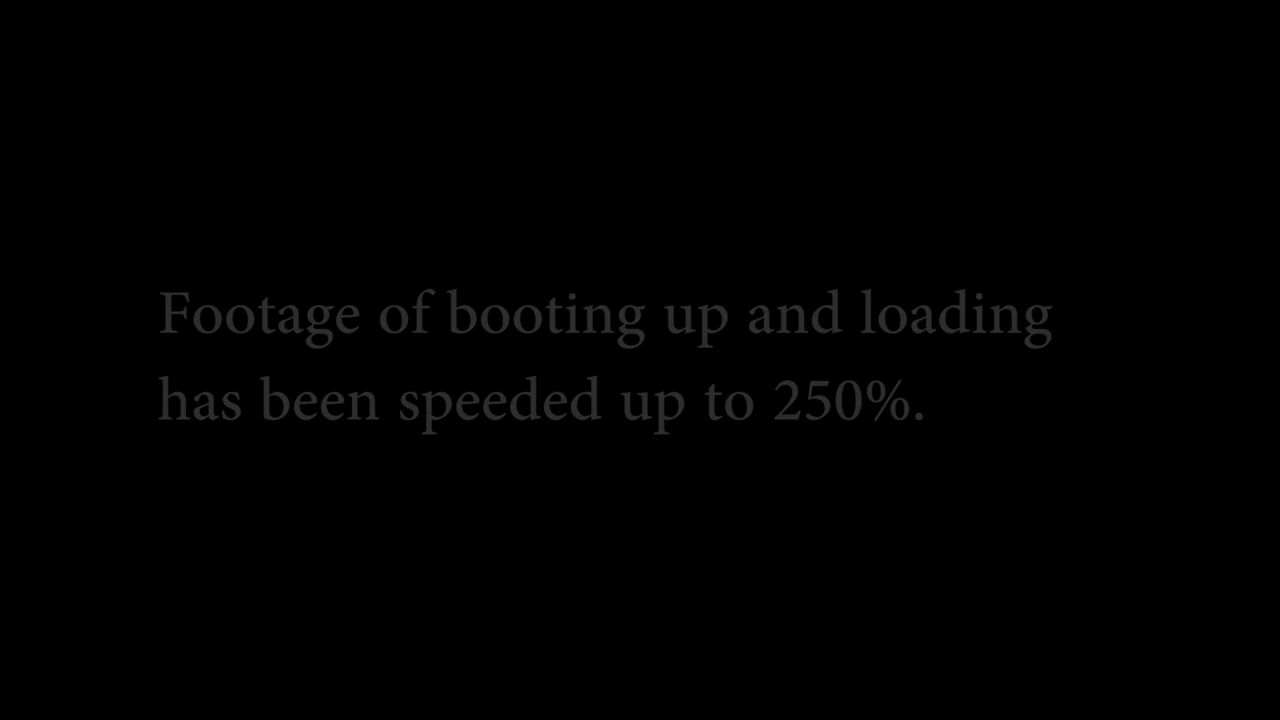 Footage of booting up and loading
has been speeded up to 250%.